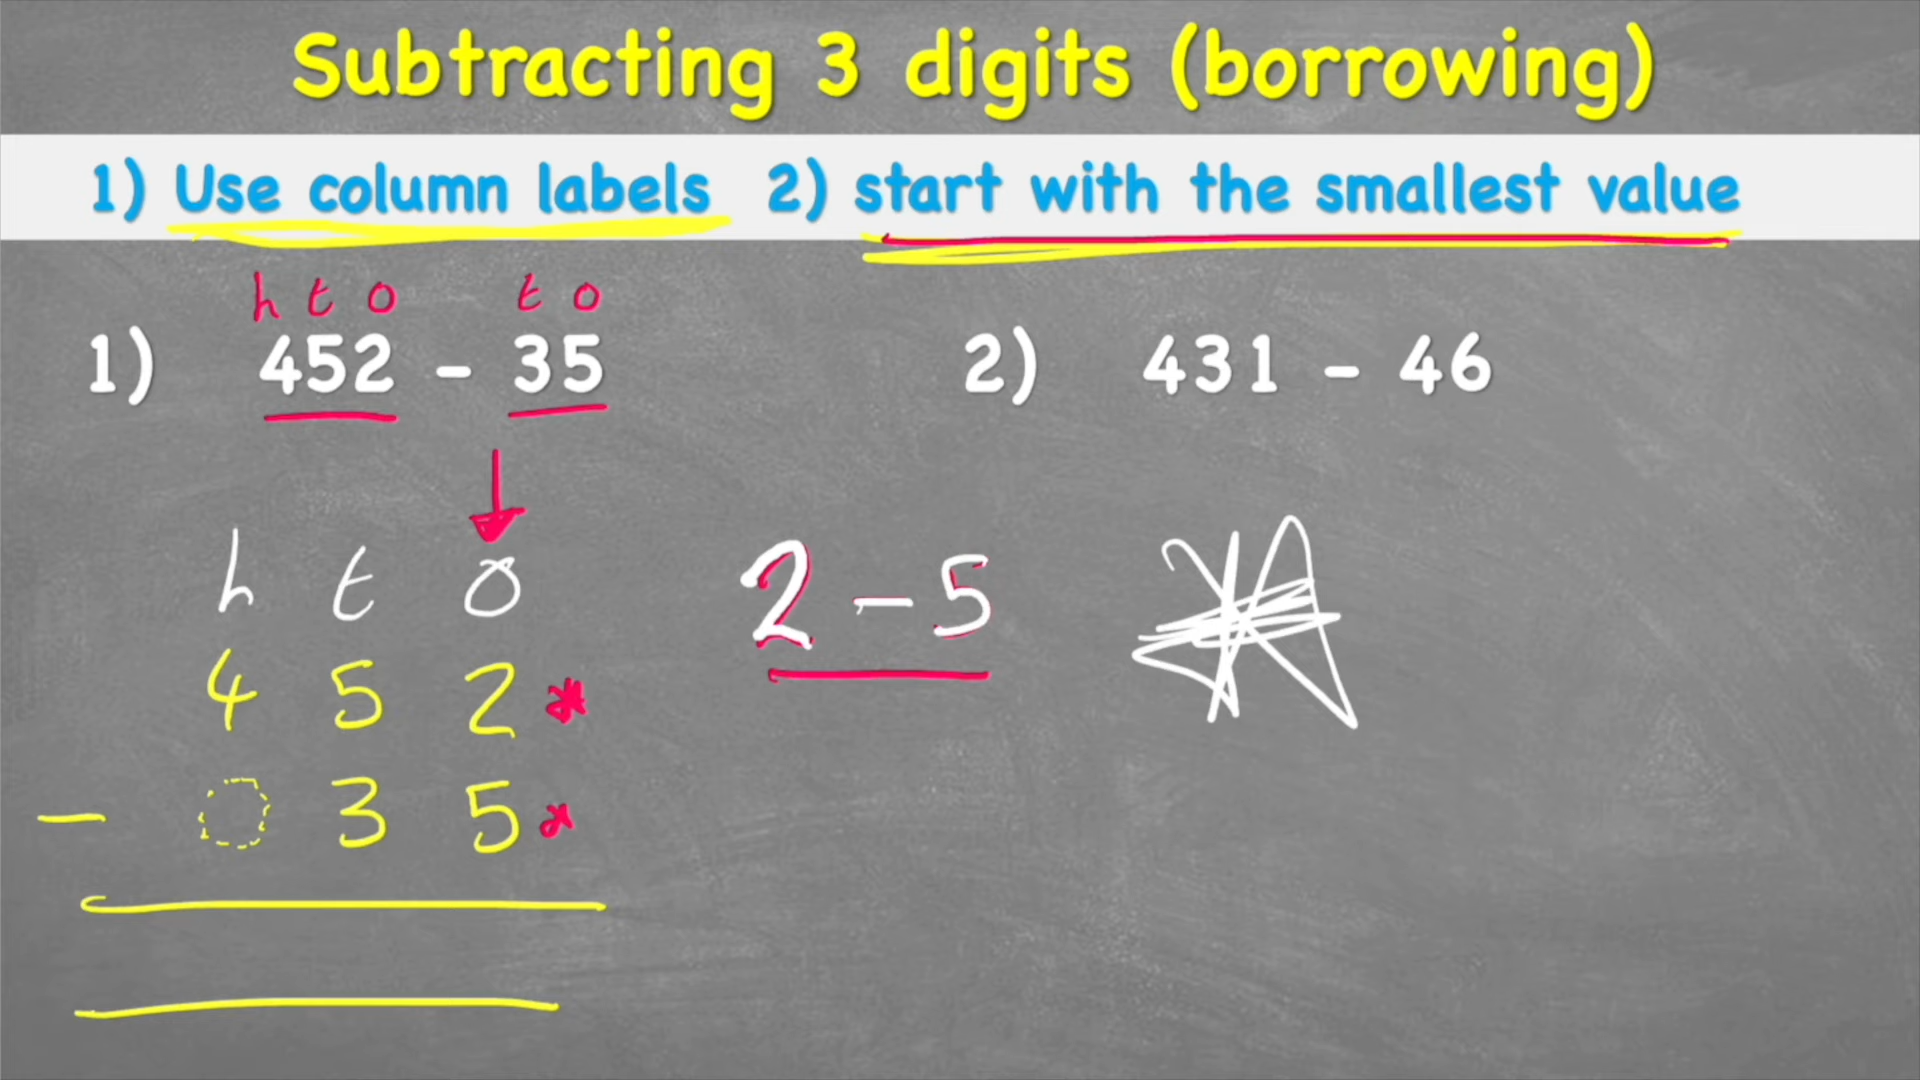 Subtracting 3 digits (borrowing)
1) Use column labels 2) start with the smallest value
h t o t o
1) 452 - 35
2) 431 - 46
h t o
4 5 2 *
2 - 5
- 0 3 5 *